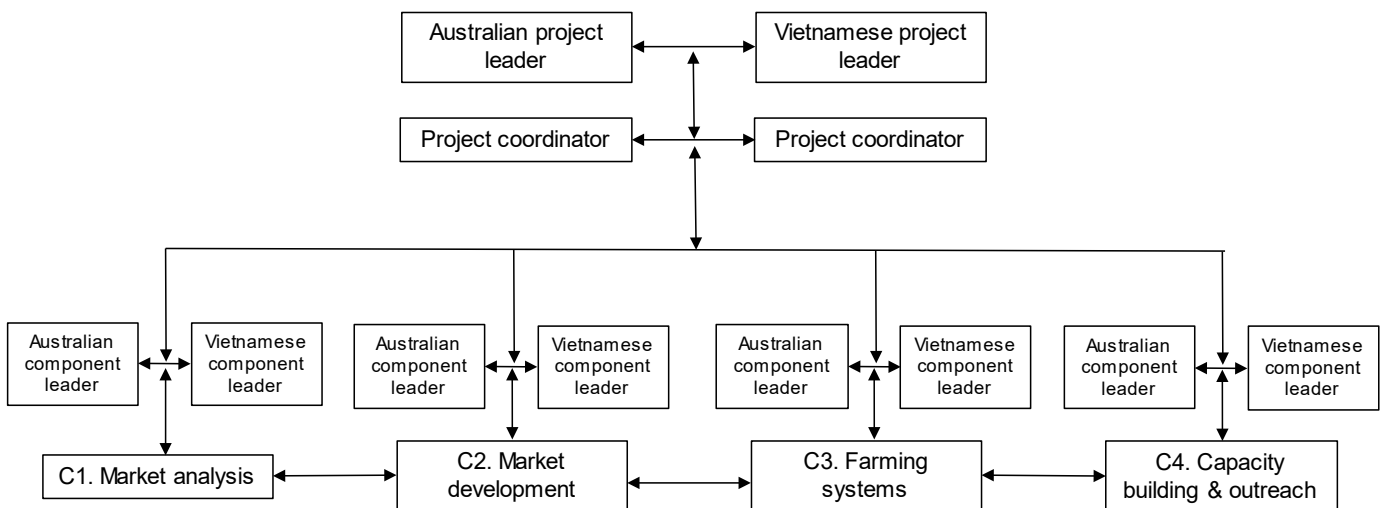 Australian project
leader
Vietnamese project
leader
Project coordinator
Project coordinator
Australian
component
leader
Vietnamese
component
leader
Australian
component
leader
Vietnamese
component
leader
Australian
component
leader
Vietnamese
component
leader
Australian
component
leader
Vietnamese
component
leader
C1. Market analysis
C2. Market
development
C3. Farming
systems
C4. Capacity
building & outreach